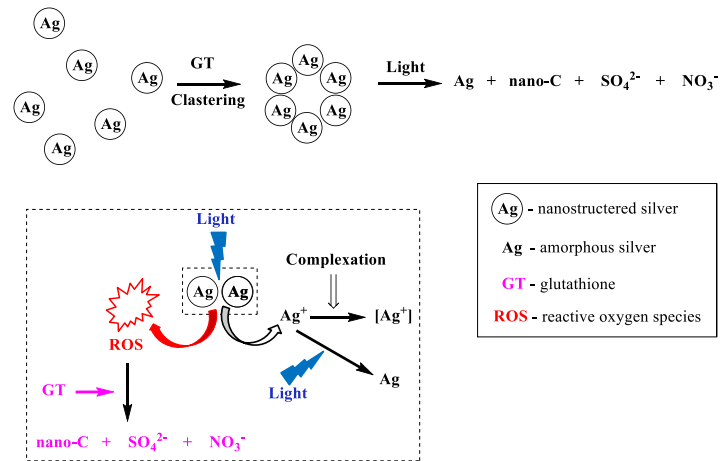 Ag
Ag
Ag
Ag
Ag
Ag
GT
Clastering
Ag
Ag
Ag
Ag
Ag
Ag
Light
Ag + nano-C + SO₄²⁻ + NO₃⁻
Ag - nanostructered silver
Ag - amorphous silver
GT - glutathione
ROS - reactive oxygen species
Light
Complexation
Ag Ag
Ag⁺
[Ag⁺]
ROS
Ag
Light
GT
nano-C + SO₄²⁻ + NO₃⁻